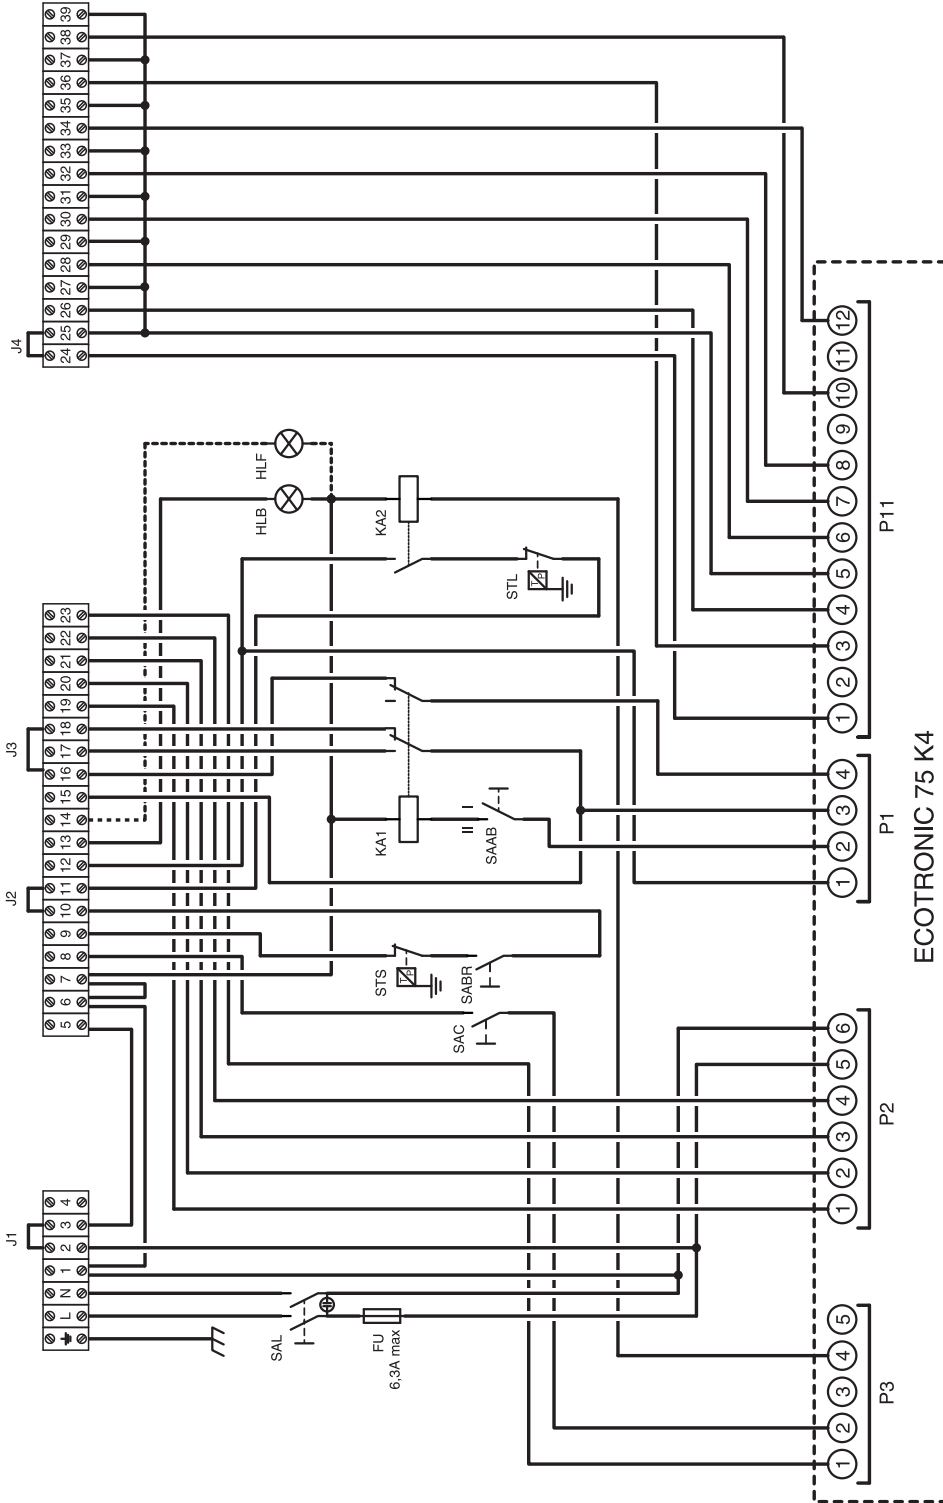 J1
J2
J3
J4
L N 1 2 3 4
5 6 7 8 9 10 11 12 13 14 15 16 17 18 19 20 21 22 23
24 25 26 27 28 29 30 31 32 33 34 35 36 37 38 39
HLB
HLF
SAL
FU
6,3A max
SAC
STS
T P
SABR
KA1
I
II
SAAB
KA2
STL
T P
1 2 3 4 5
P3
1 2 3 4 5 6
P2
1 2 3 4
P1
1 2 3 4 5 6 7 8 9 10 11 12
P11
ECOTRONIC 75 K4